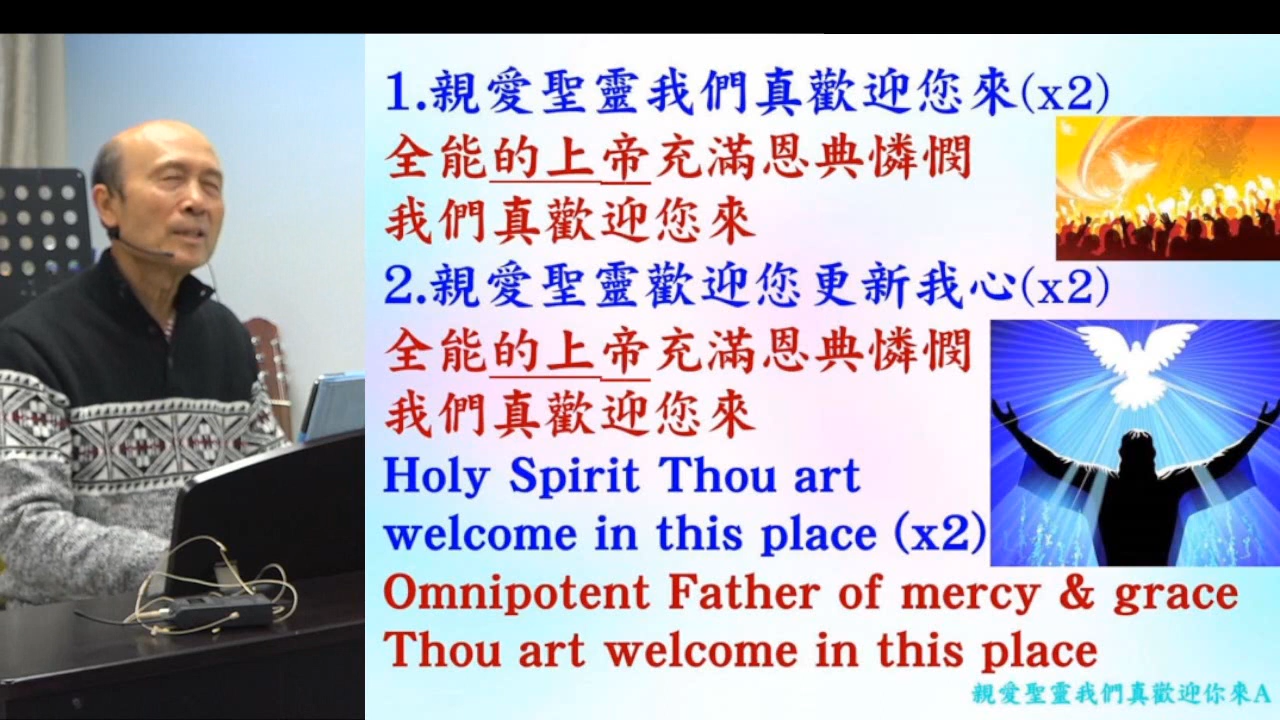 1.親愛聖靈我們真歡迎您來(x2)
全能的上帝充滿恩典憐憫
我們真歡迎您來
2.親愛聖靈歡迎您更新我心(x2)
全能的上帝充滿恩典憐憫
我們真歡迎您來
Holy Spirit Thou art
welcome in this place (x2)
Omnipotent Father of mercy & grace
Thou art welcome in this place
親愛聖靈我們真歡迎你來A